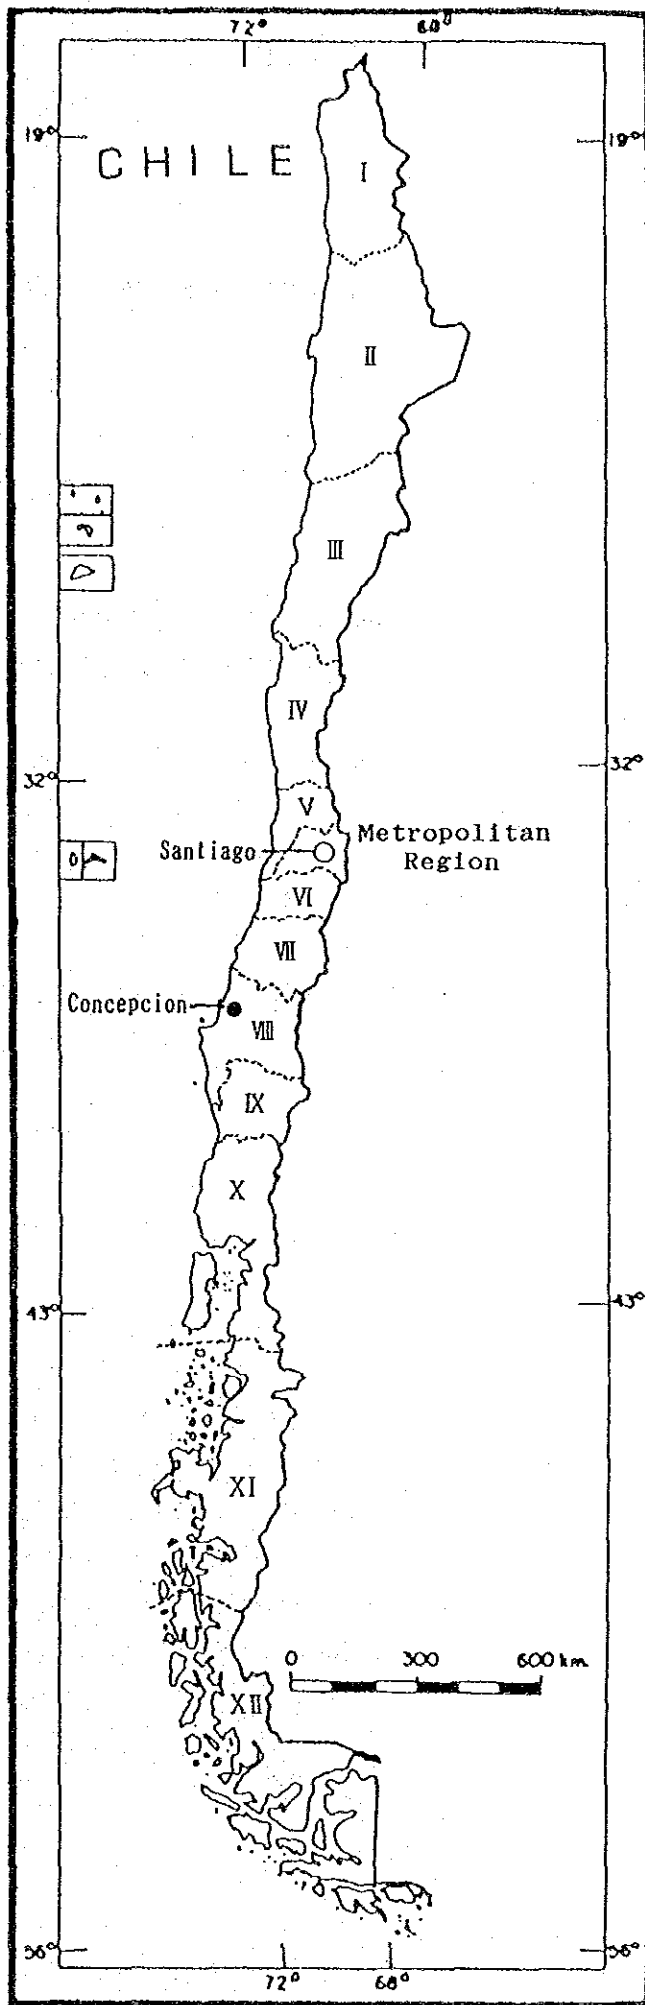 72° 60°
19° 19°
CHILE
I
II
III
IV
32° 32°
V
Santiago
Metropolitan
Region
VI
VII
Concepcion
VIII
IX
X
43° 43°
XI
0 300 600 km
XII
56° 56°
72° 68°